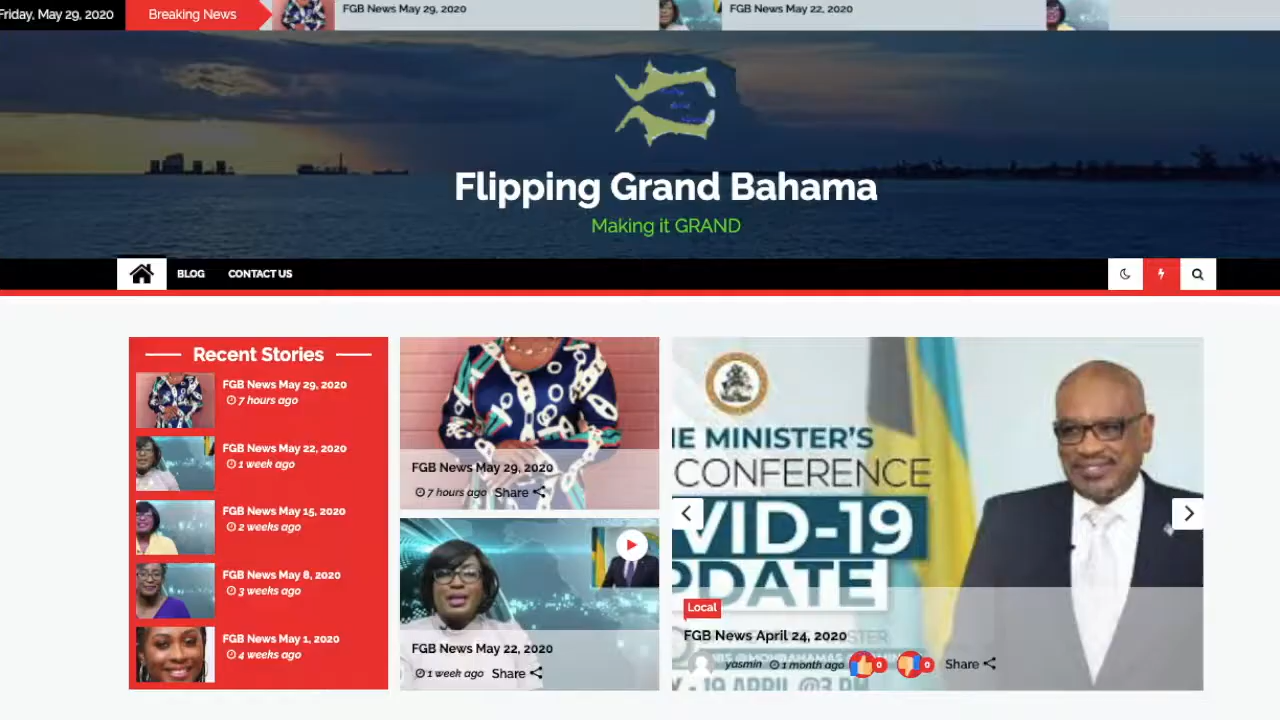 Friday, May 29, 2020
Breaking News
FGB News May 29, 2020
FGB News May 22, 2020
Flipping Grand Bahama
Making it GRAND
BLOG
CONTACT US
Recent Stories
FGB News May 29, 2020
7 hours ago
FGB News May 22, 2020
1 week ago
FGB News May 15, 2020
2 weeks ago
FGB News May 8, 2020
3 weeks ago
FGB News May 1, 2020
4 weeks ago
FGB News May 29, 2020
7 hours ago Share
FGB News May 22, 2020
1 week ago Share
E MINISTER'S
CONFERENCE
VID-19
PDATE
Local
FGB News April 24, 2020
yasmin 1 month ago 0 0 Share
19 APRIL @3 PM